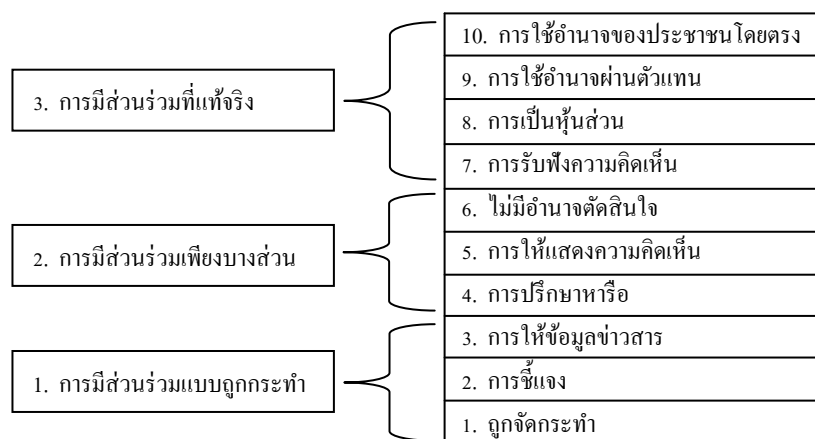 10. การใช้อำนาจของประชาชนโดยตรง
9. การใช้อำนาจผ่านตัวแทน
3. การมีส่วนร่วมที่แท้จริง
8. การเป็นหุ้นส่วน
7. การรับฟังความคิดเห็น
6. ไม่มีอำนาจตัดสินใจ
2. การมีส่วนร่วมเพียงบางส่วน
5. การให้แสดงความคิดเห็น
4. การปรึกษาหารือ
3. การให้ข้อมูลข่าวสาร
1. การมีส่วนร่วมแบบถูกกระทำ
2. การชี้แจง
1. ถูกจัดกระทำ